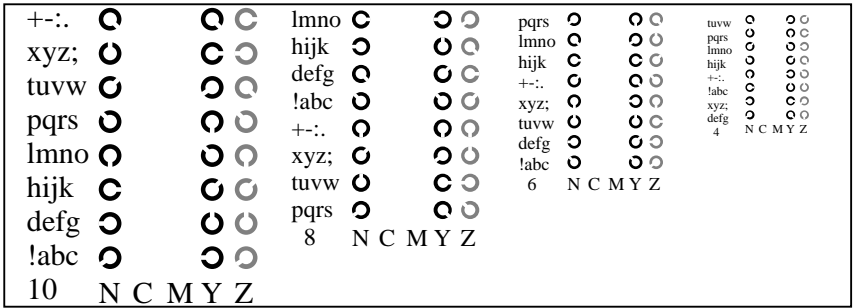 +-:.
xyz;
tuvw
pqrs
lmno
hijk
defg
!abc
10 N C M Y Z
lmno
hijk
defg
!abc
+-:.
xyz;
tuvw
pqrs
8 N C M Y Z
pqrs
lmno
hijk
+-:.
xyz;
tuvw
defg
!abc
6 N C M Y Z
tuvw
pqrs
lmno
hijk
+-:.
!abc
xyz;
defg
4 N C M Y Z